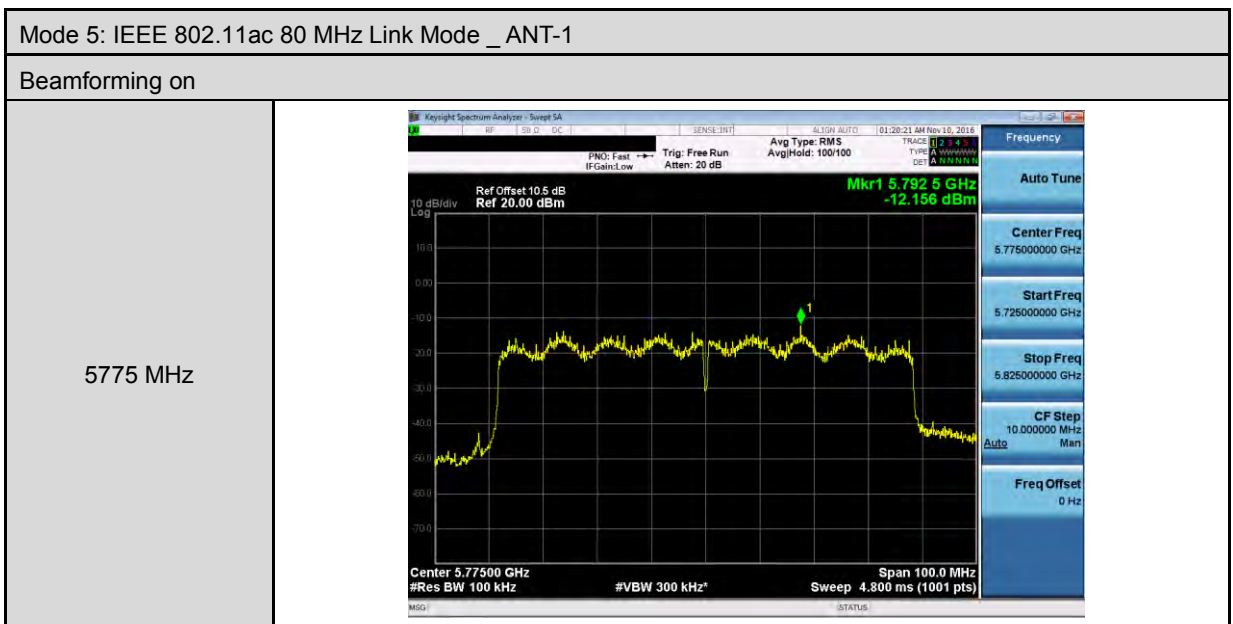 Mode 5: IEEE 802.11ac 80 MHz Link Mode _ ANT-1
Beamforming on
5775 MHz
Keysight Spectrum Analyzer - Swept SA
RF 50 Ω DC SENSE:INT ALIGN AUTO 01:20:21 AM Nov 10, 2016
PNO: Fast Trig: Free Run Avg Type: RMS TRACE 1 2 3 4 5
IFGain:Low Atten: 20 dB Avg|Hold: 100/100 TYPE A
DET A N N N N N
Mkr1 5.792 5 GHz
-12.156 dBm
Ref Offset 10.5 dB
10 dB/div Ref 20.00 dBm
Log
10.0
0.00
-10.0
-20.0
-30.0
-40.0
-50.0
-60.0
-70.0
1
Center 5.77500 GHz Span 100.0 MHz
#Res BW 100 kHz #VBW 300 kHz* Sweep 4.800 ms (1001 pts)
MSG STATUS
Frequency
Auto Tune
Center Freq
5.775000000 GHz
Start Freq
5.725000000 GHz
Stop Freq
5.825000000 GHz
CF Step
10.000000 MHz
Auto Man
Freq Offset
0 Hz